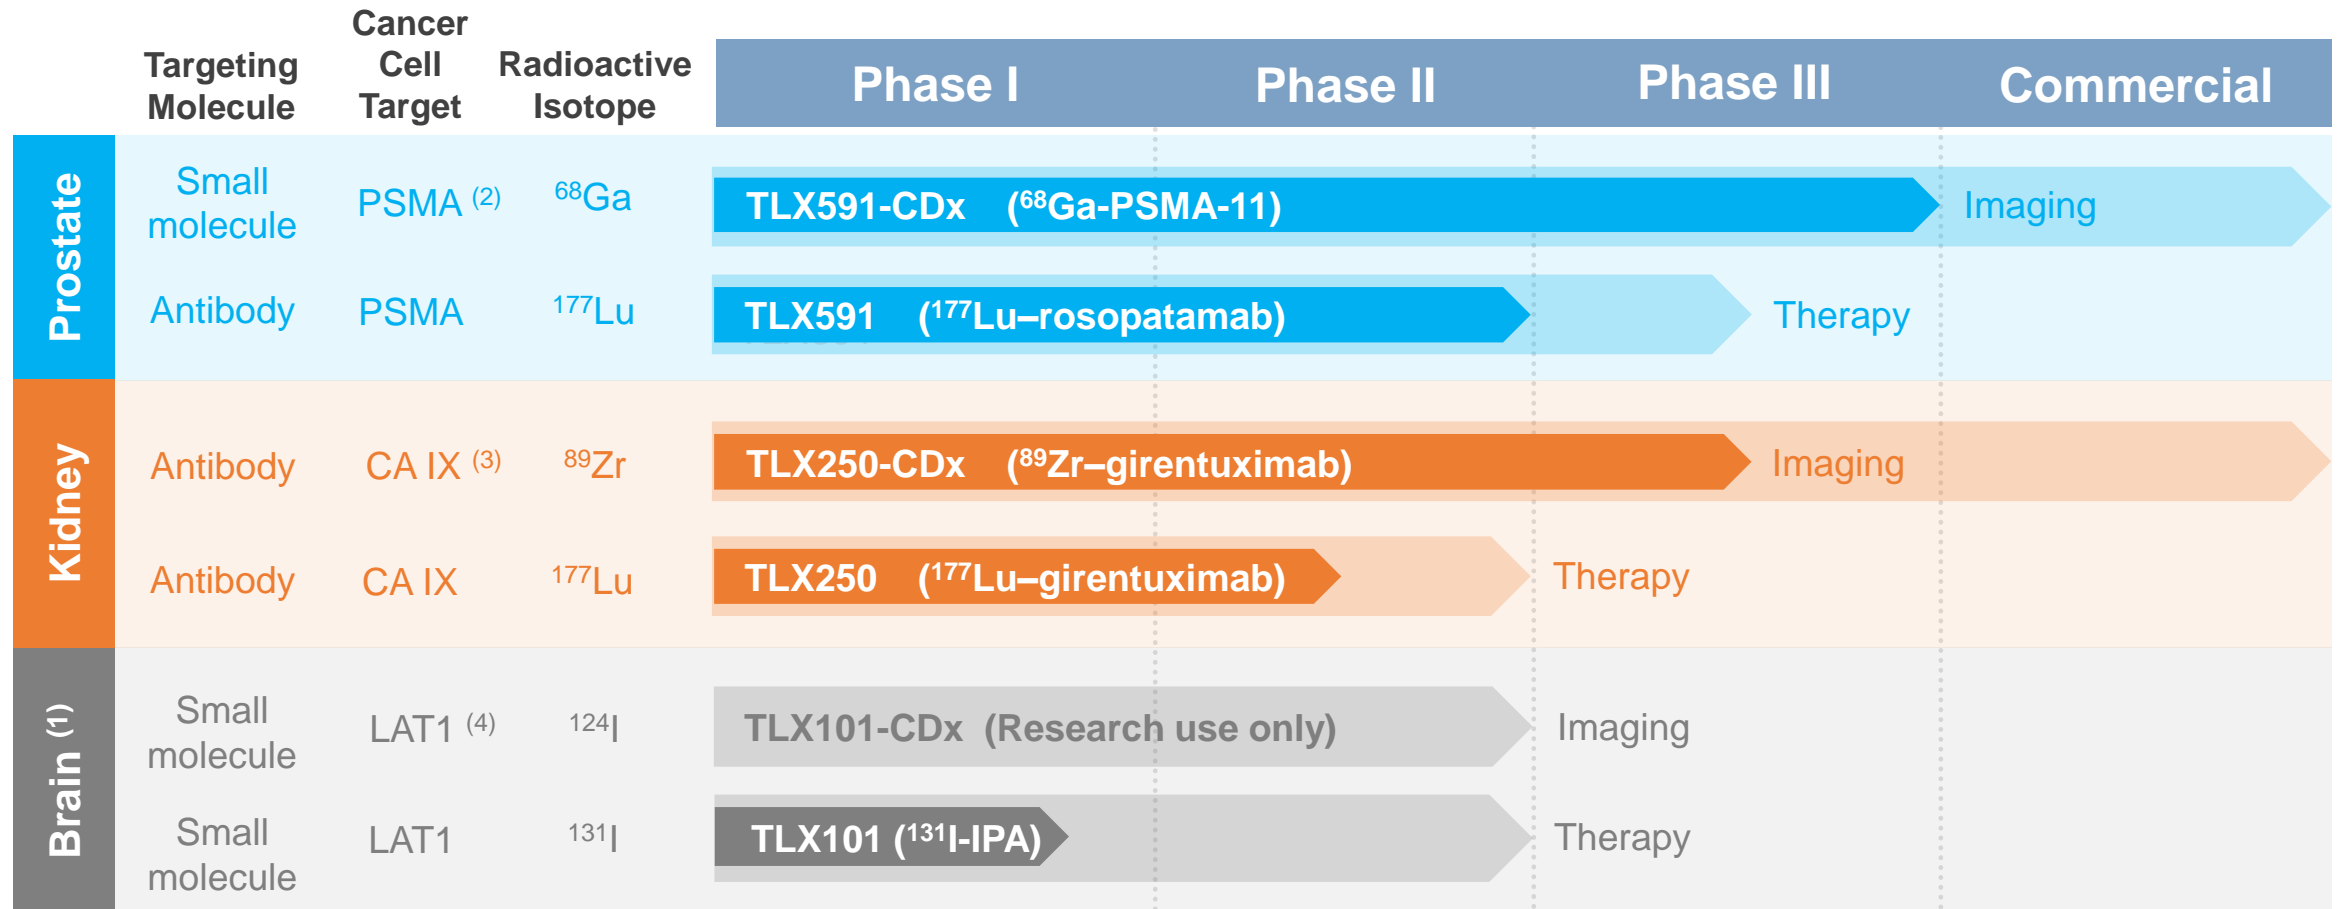 Targeting
Molecule
Cancer
Cell
Target
Radioactive
Isotope
Phase I
Phase II
Phase III
Commercial
Prostate
Small
molecule
PSMA (2)
68Ga
TLX591-CDx (68Ga-PSMA-11)
Imaging
Antibody
PSMA
177Lu
TLX591 (177Lu–rosopatamab)
Therapy
Kidney
Antibody
CA IX (3)
89Zr
TLX250-CDx (89Zr–girentuximab)
Imaging
Antibody
CA IX
177Lu
TLX250 (177Lu–girentuximab)
Therapy
Brain (1)
Small
molecule
LAT1 (4)
124I
TLX101-CDx (Research use only)
Imaging
Small
molecule
LAT1
131I
TLX101 (131I-IPA)
Therapy